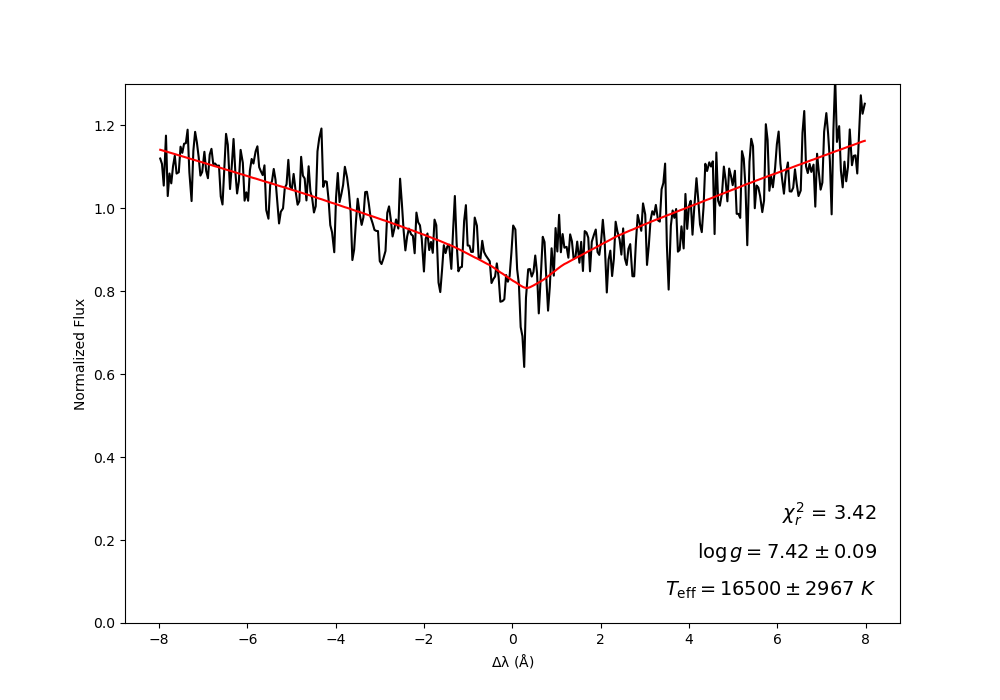 1.2
1.0
0.8
0.6
0.4
0.2
0.0
Normalized Flux
χ²ᵣ = 3.42
log g = 7.42 ± 0.09
T_eff = 16500 ± 2967 K
−8 −6 −4 −2 0 2 4 6 8
Δλ (Å)